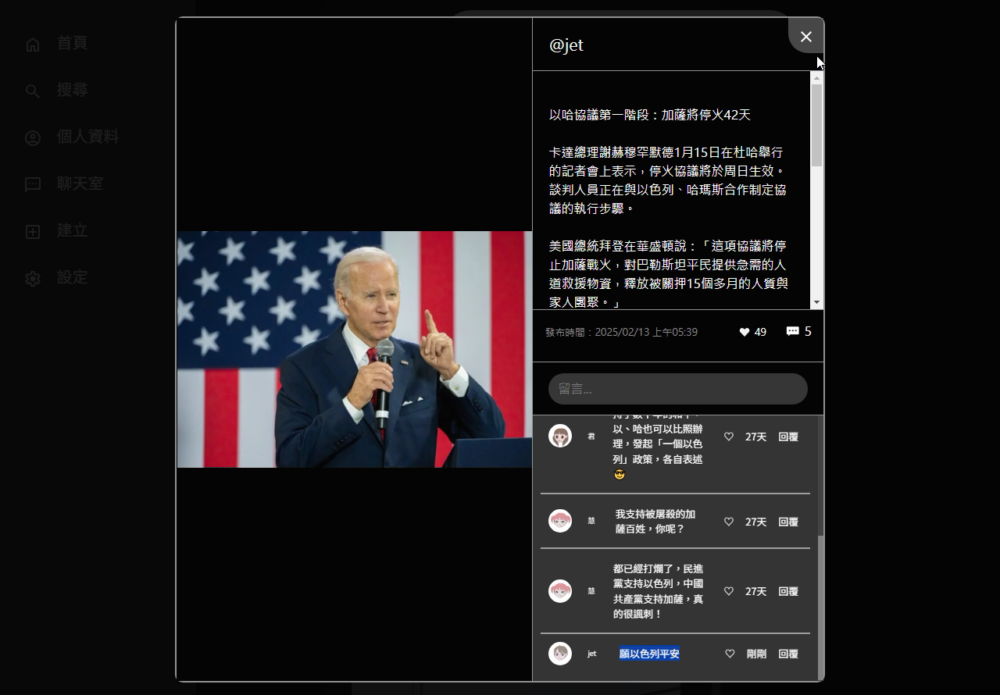 首頁
搜尋
個人資料
聊天室
建立
設定
@jet
以哈協議第一階段：加薩將停火42天
卡達總理謝赫穆罕默德1月15日在杜哈舉行
的記者會上表示，停火協議將於周日生效。
談判人員正在與以色列、哈瑪斯合作制定協
議的執行步驟。
美國總統拜登在華盛頓說：「這項協議將停
止加薩戰火，對巴勒斯坦平民提供急需的人
道救援物資，釋放被關押15個多月的人質與
家人團聚。」
發布時間：2025/02/13 上午05:39
49
5
留言...
君
以、哈也可以比照辦
理，發起「一個以色
列」政策，各自表述
😎
27天 回覆
慧
我支持被屠殺的加
薩百姓，你呢？
27天 回覆
慧
都已經打爛了，民進
黨支持以色列，中國
共產黨支持加薩，真
的很諷刺！
27天 回覆
jet
願以色列平安
剛剛 回覆